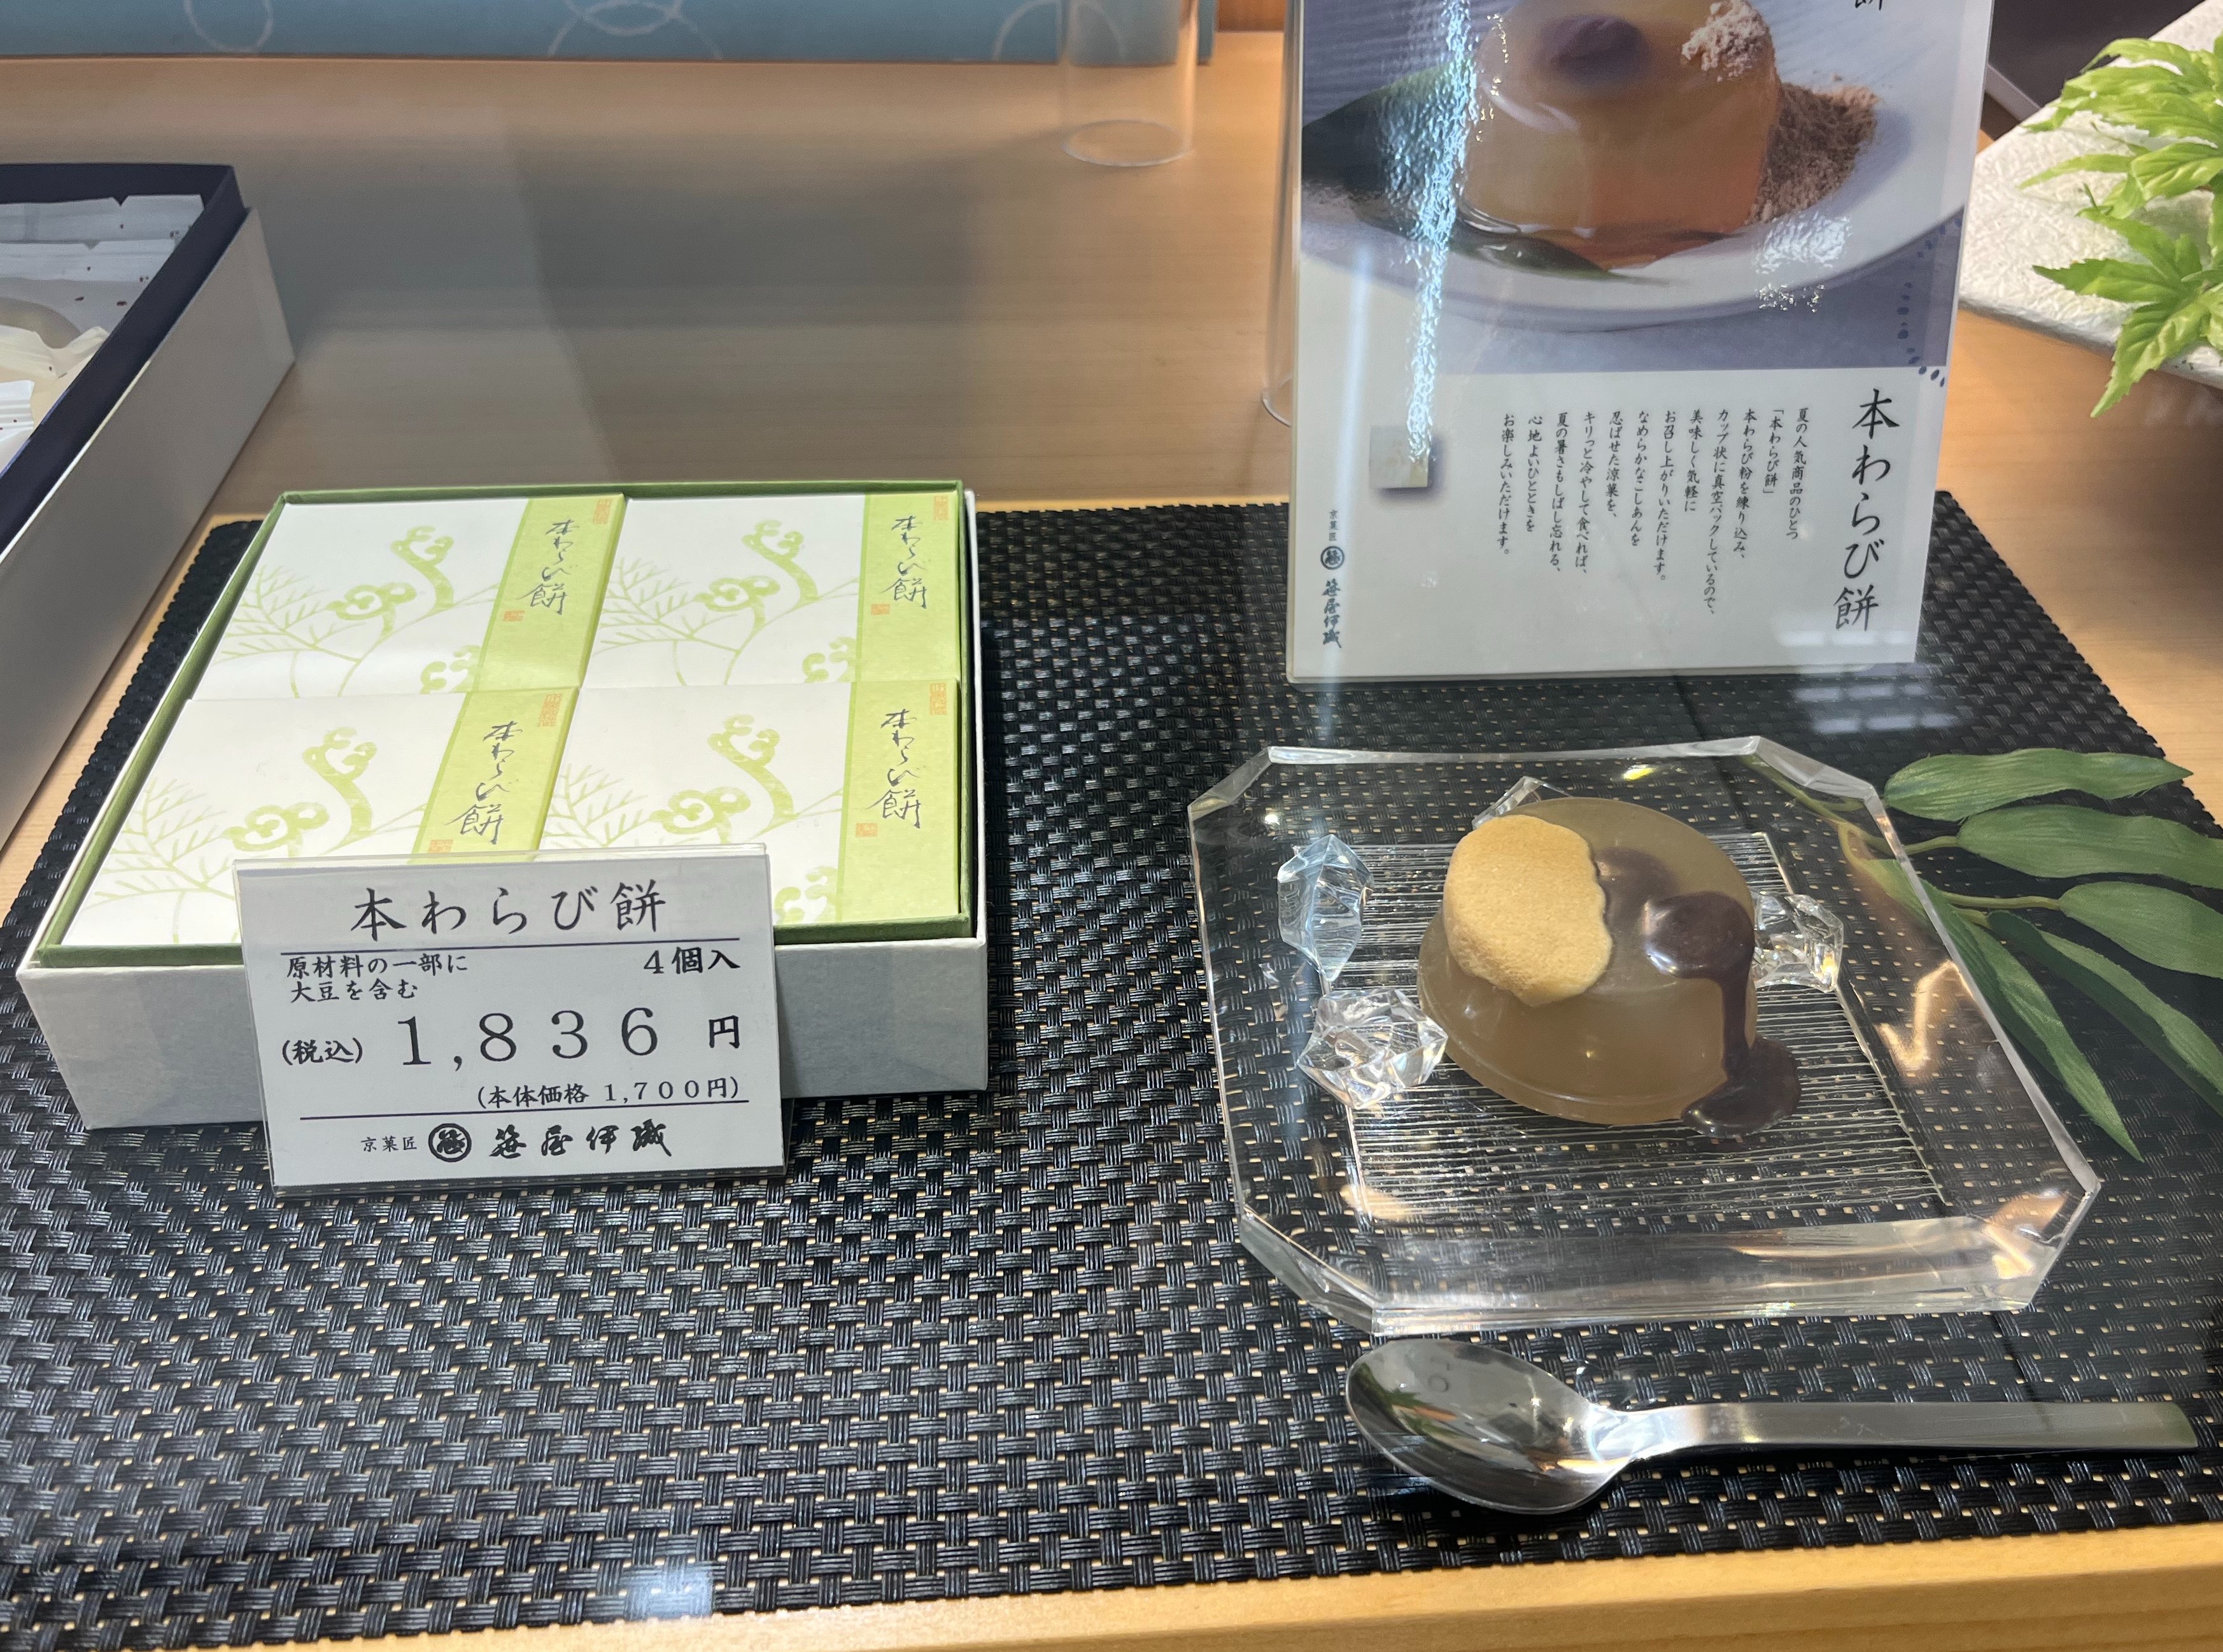 本わらび餅
本わらび餅
本わらび餅
本わらび餅
本わらび餅
原材料の一部に
大豆を含む
4個入
(税込) 1,836円
(本体価格 1,700円)
京菓匠 笹屋伊織
餅
本わらび餅
夏の人気商品のひとつ
「本わらび餅」
本わらび粉を練り込み、
カップ状に真空パックしているので、
美味しく気軽に
お召し上がりいただけます。
なめらかなこしあんを
忍ばせた涼菓を、
キリっと冷やして食べれば、
夏の暑さもしばし忘れる、
心地よいひとときを
お楽しみいただけます。
京菓匠 笹屋伊織